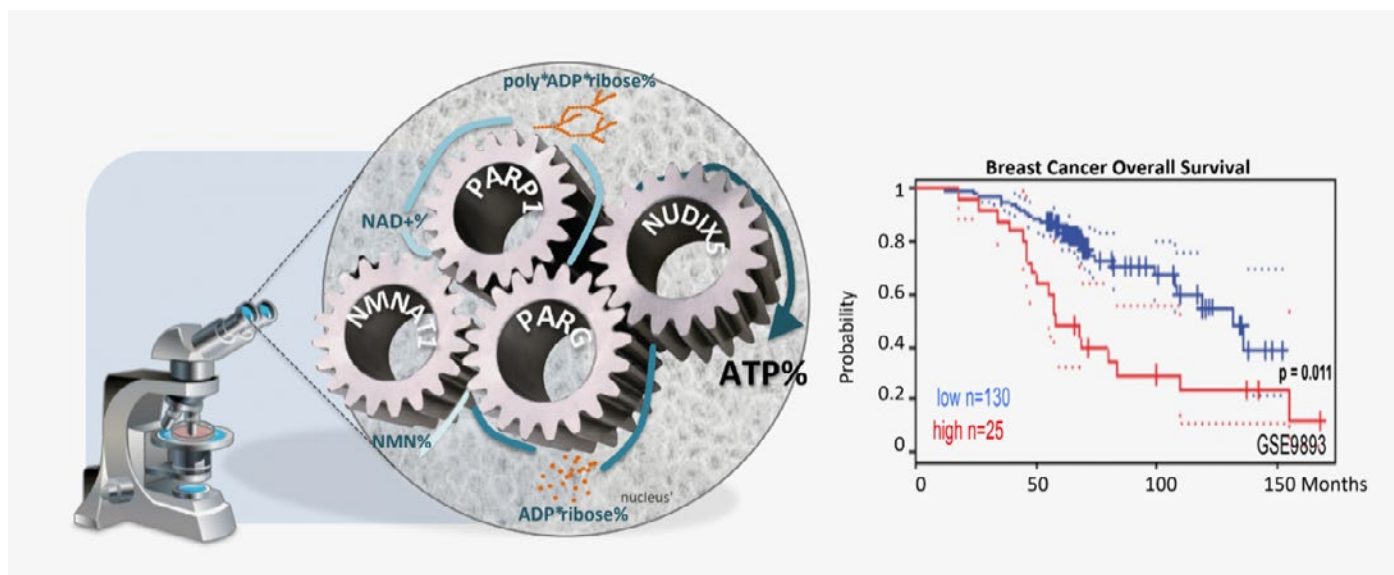 poly*ADP*ribose%
PARP1
NAD+%
NUDIX5
NMNAT1
PARG
ATP%
NMN%
nucleus'
ADP*ribose%
Breast Cancer Overall Survival
Probability
1
0.8
0.6
0.4
0.2
0
low n=130
high n=25
p = 0.011
GSE9893
0 50 100 150 Months